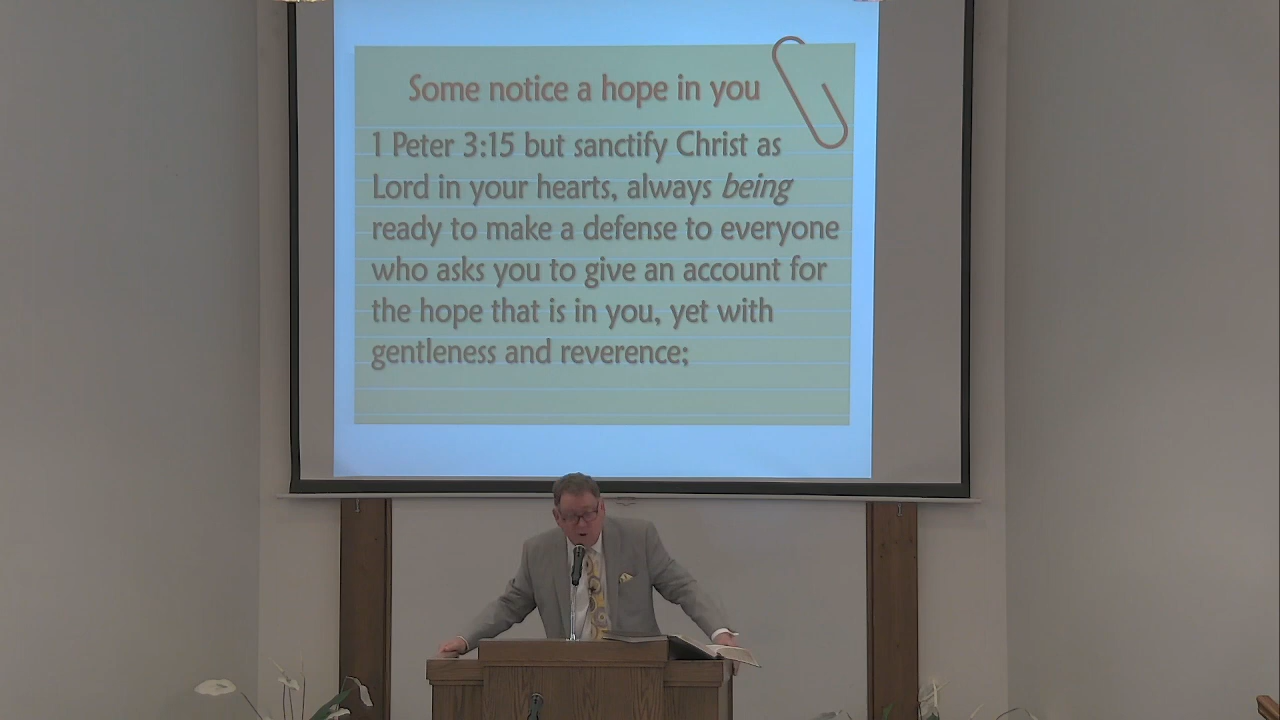 Some notice a hope in you
1 Peter 3:15 but sanctify Christ as
Lord in your hearts, always being
ready to make a defense to everyone
who asks you to give an account for
the hope that is in you, yet with
gentleness and reverence;